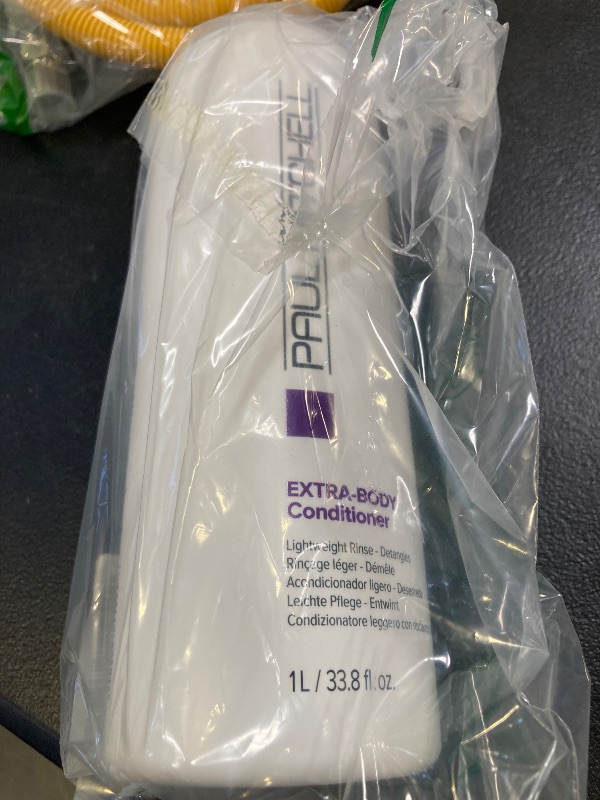 PAUL MITCHELL
EXTRA-BODY
Conditioner
Lightweight Rinse - Detangles
Rinçage léger - Démêle
Acondicionador ligero -
Leichte Pflege - Entwirrt
Condizionatore leggero con
1L / 33.8 fl. oz.